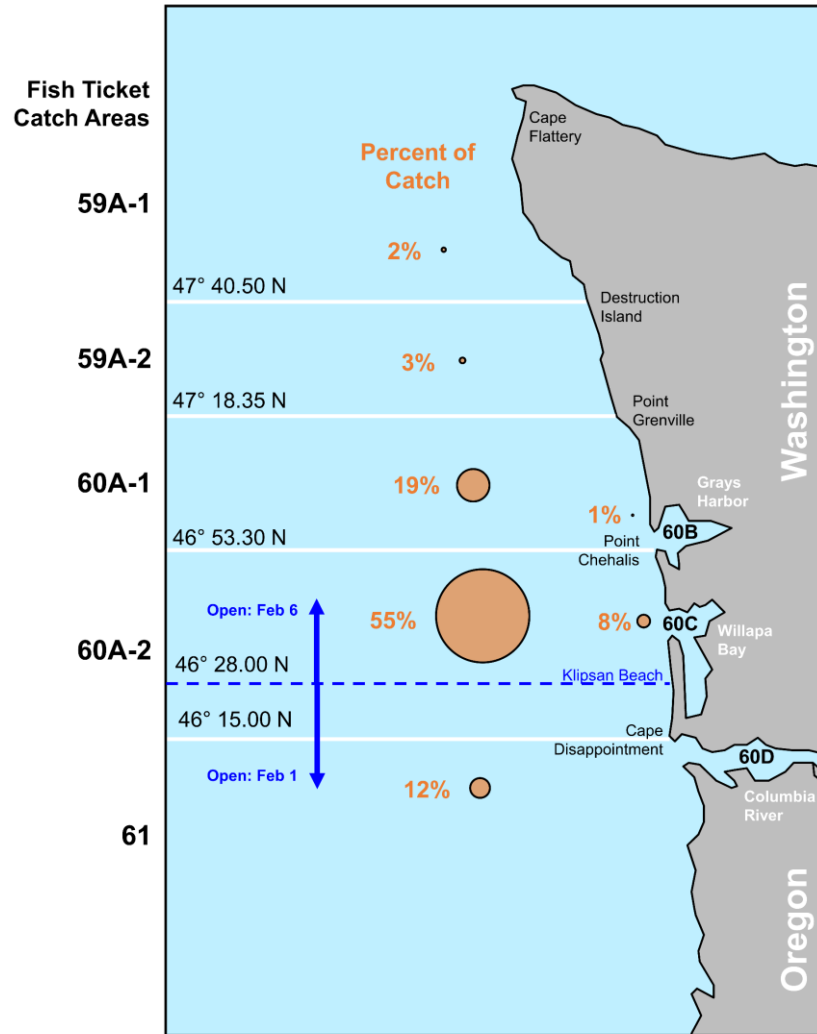 Fish Ticket
Catch Areas
Cape
Flattery
Percent of
Catch
59A-1
2%
47° 40.50 N
Destruction
Island
Washington
59A-2
3%
47° 18.35 N
Point
Grenville
60A-1
19%
Grays
Harbor
1%
60B
46° 53.30 N
Point
Chehalis
Open: Feb 6
55%
8%
60C
Willapa
Bay
60A-2
46° 28.00 N
Klipsan Beach
46° 15.00 N
Cape
Disappointment
60D
Open: Feb 1
12%
Columbia
River
61
Oregon